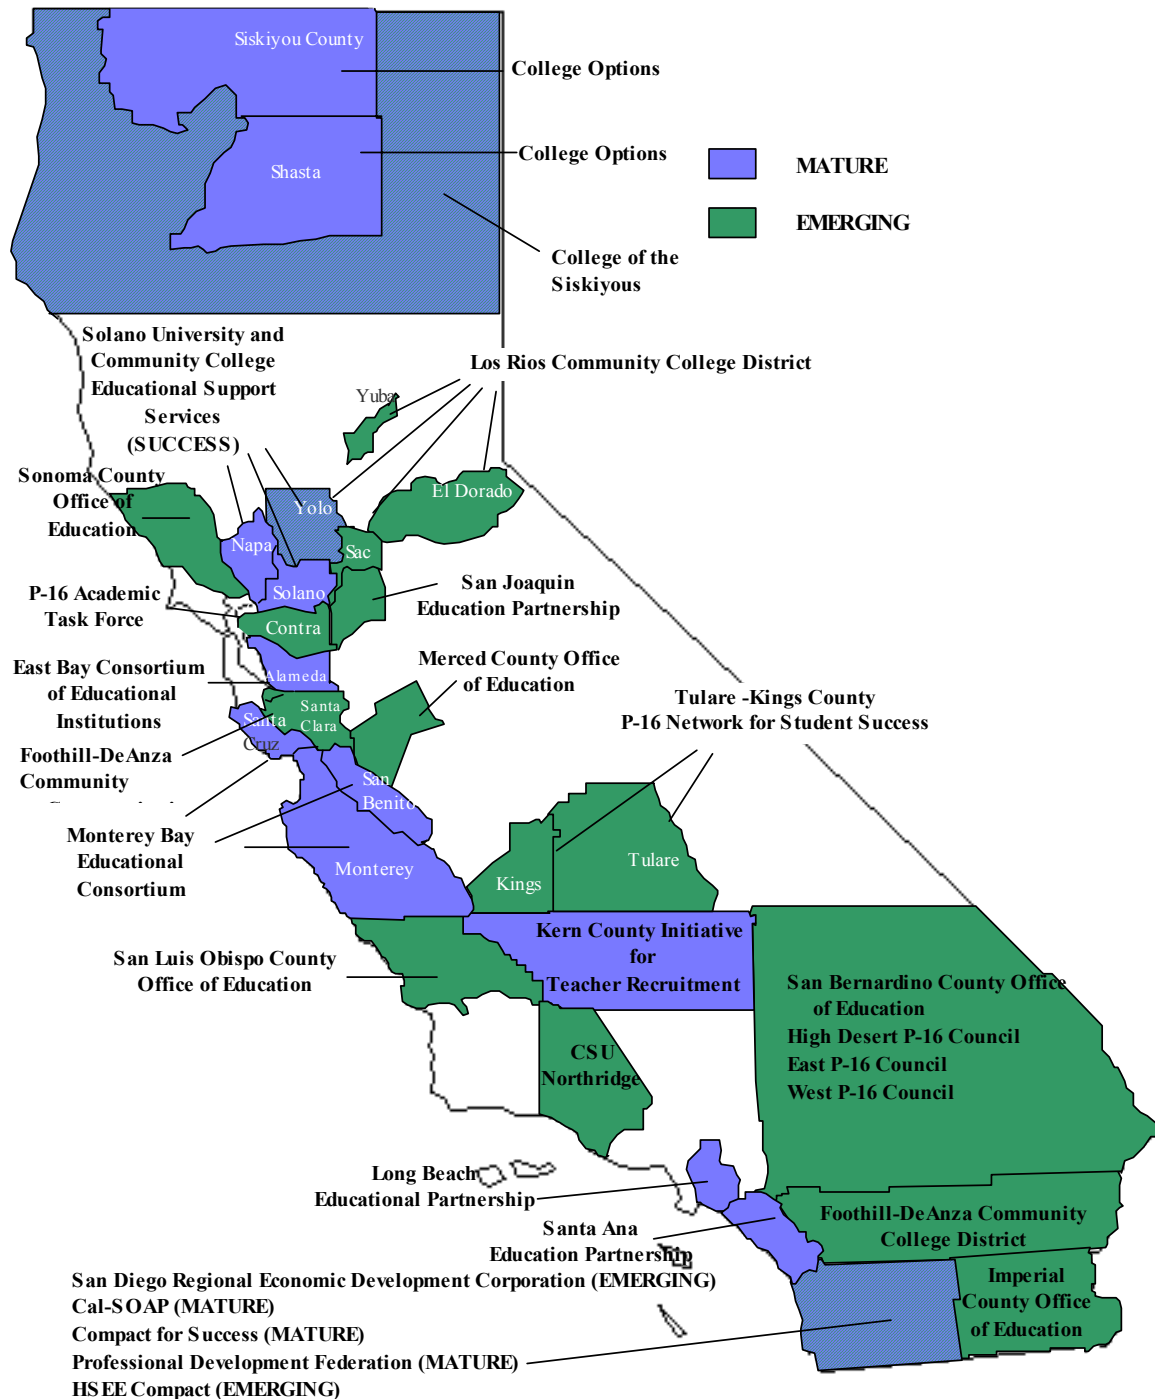 Siskiyou County
College Options
College Options
Shasta
MATURE
EMERGING
College of the
Siskiyous
Solano University and
Community College
Educational Support
Services
(SUCCESS)
Los Rios Community College District
Yuba
Sonoma County
Office of
Education
El Dorado
Yolo
Napa
Sac
Solano
San Joaquin
Education Partnership
P-16 Academic
Task Force
Contra
Merced County Office
of Education
East Bay Consortium
of Educational
Institutions
Alameda
Tulare -Kings County
P-16 Network for Student Success
Santa
Clara
Santa
Cruz
Foothill-DeAnza
Community
San
Benito
Monterey Bay
Educational
Consortium
Monterey
Tulare
Kings
Kern County Initiative
for
Teacher Recruitment
San Luis Obispo County
Office of Education
San Bernardino County Office
of Education
High Desert P-16 Council
East P-16 Council
West P-16 Council
CSU
Northridge
Long Beach
Educational Partnership
Foothill-DeAnza Community
College District
Santa Ana
Education Partnership
San Diego Regional Economic Development Corporation (EMERGING)
Cal-SOAP (MATURE)
Compact for Success (MATURE)
Professional Development Federation (MATURE)
HSEE Compact (EMERGING)
Imperial
County Office
of Education